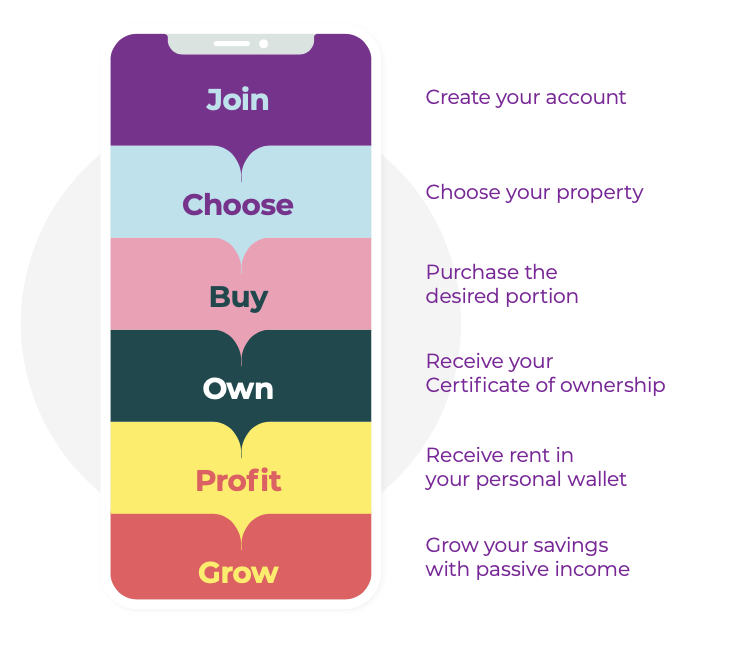 Join
Create your account
Choose
Choose your property
Buy
Purchase the
desired portion
Own
Receive your
Certificate of ownership
Profit
Receive rent in
your personal wallet
Grow
Grow your savings
with passive income